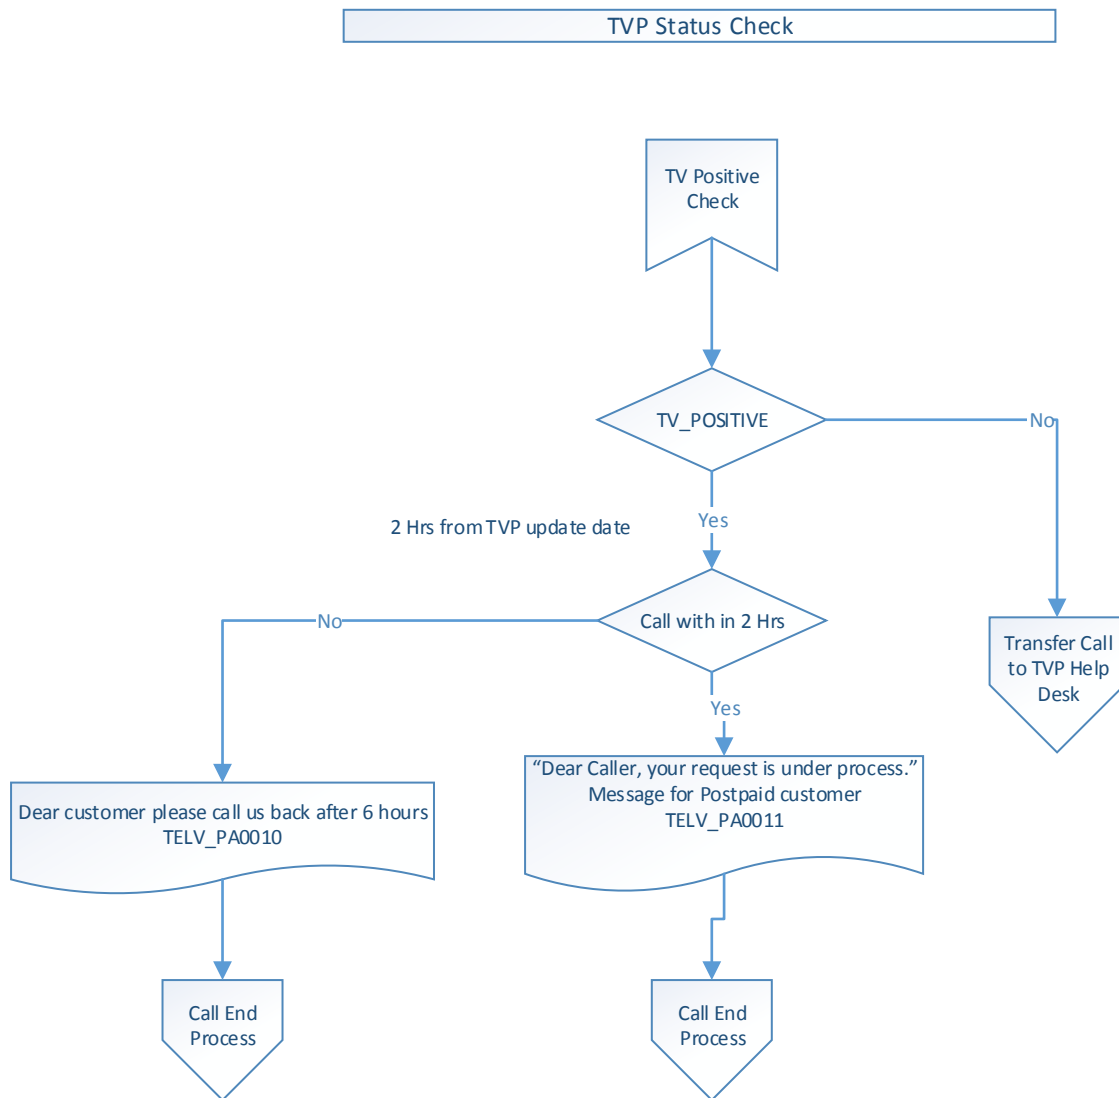 TVP Status Check
TV Positive
Check
TV_POSITIVE
No
Yes
2 Hrs from TVP update date
Call with in 2 Hrs
No
Transfer Call
to TVP Help
Desk
Yes
“Dear Caller, your request is under process.”
Message for Postpaid customer
TELV_PA0011
Dear customer please call us back after 6 hours
TELV_PA0010
Call End
Process
Call End
Process